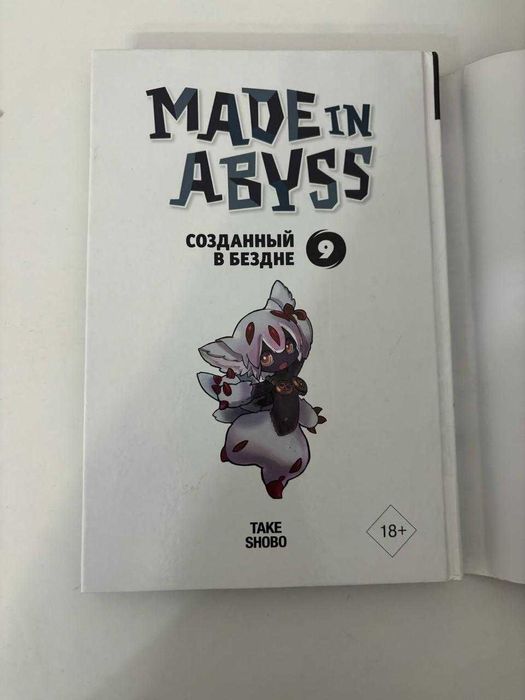 MADE IN
ABYSS
СОЗДАННЫЙ
В БЕЗДНЕ
9
TAKE
SHOBO
18+